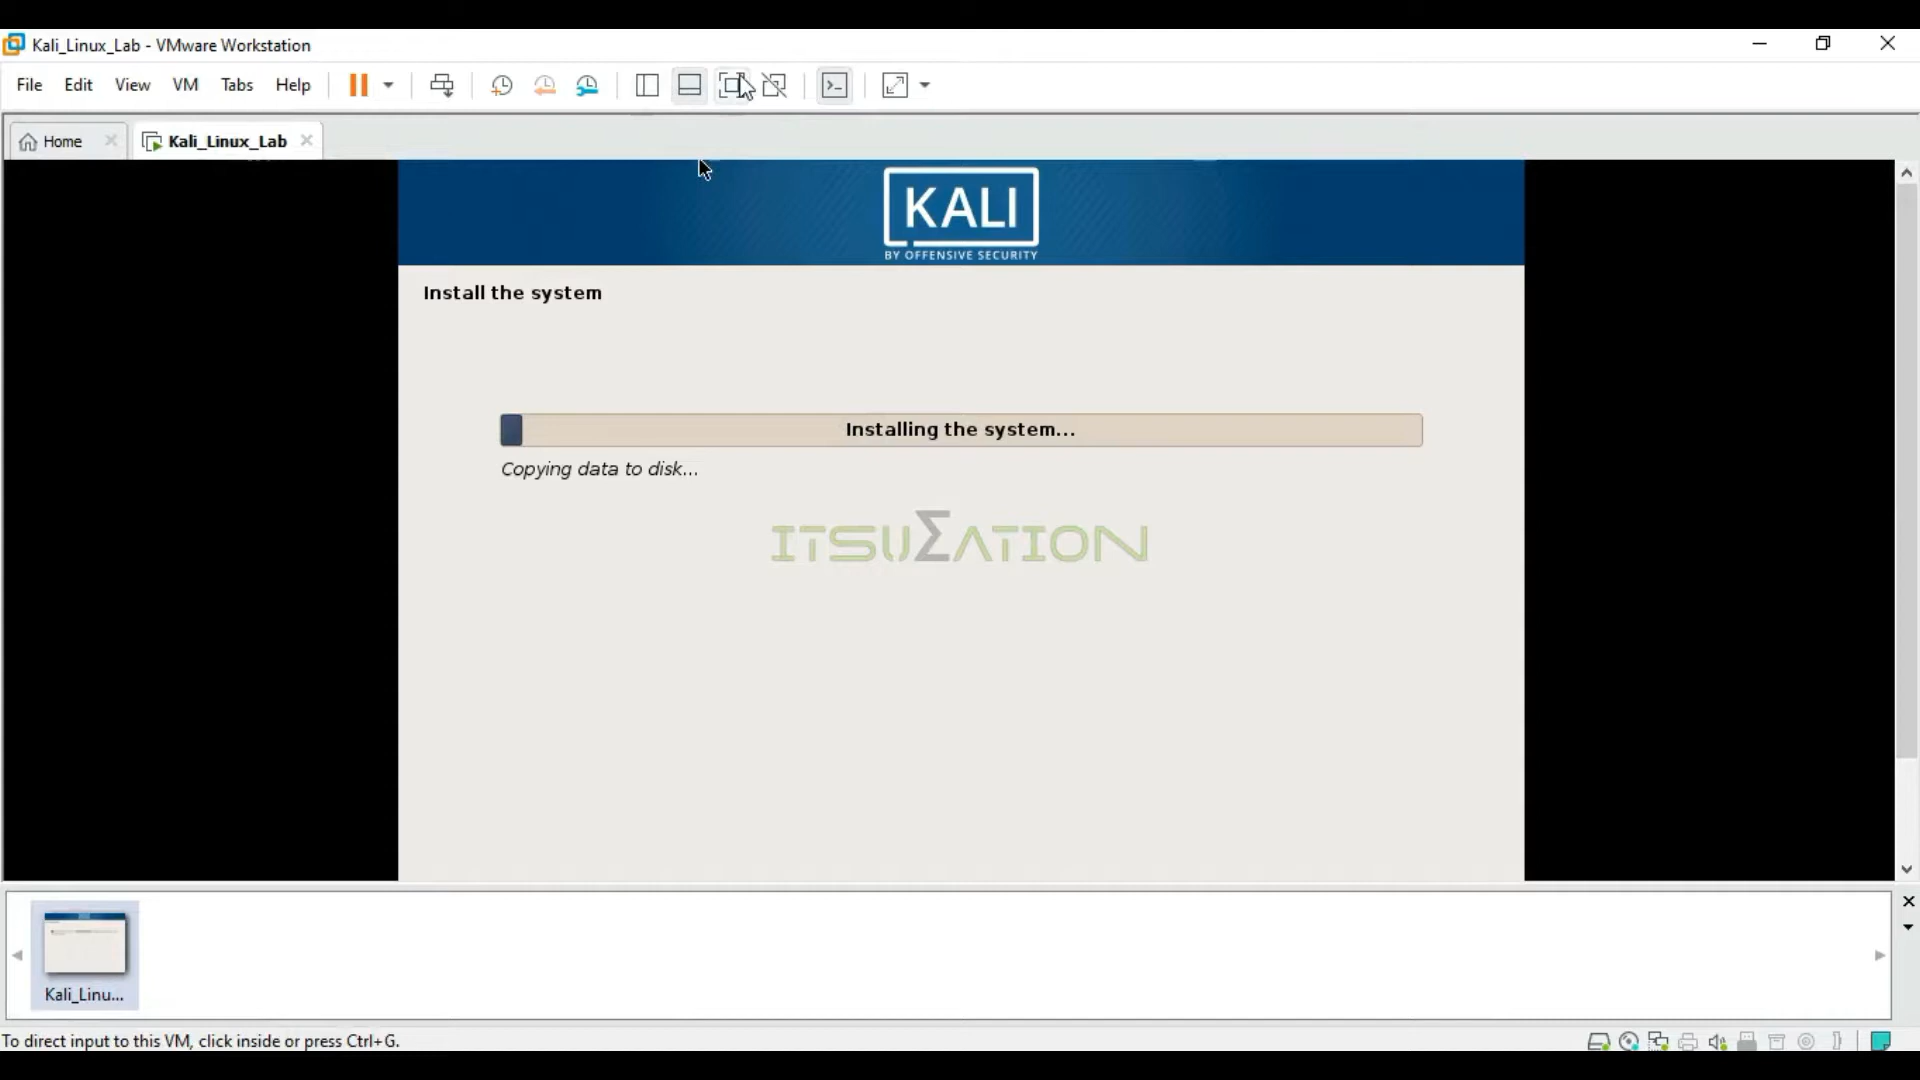 Kali_Linux_Lab - VMware Workstation
File Edit View VM Tabs Help
Home Kali_Linux_Lab
KALI
BY OFFENSIVE SECURITY
Install the system
Installing the system...
Copying data to disk...
ITSUΣATION
Kali_Linu...
To direct input to this VM, click inside or press Ctrl+G.